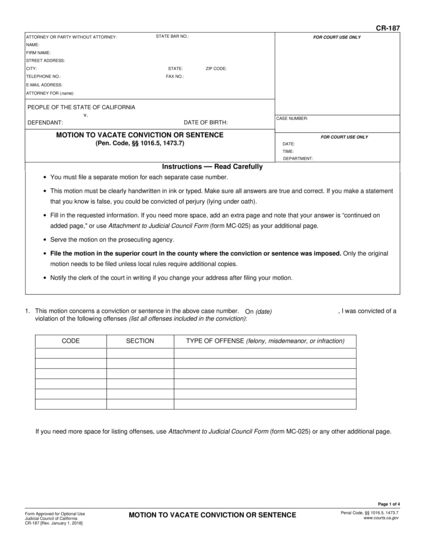 CR-187
ATTORNEY OR PARTY WITHOUT ATTORNEY: STATE BAR NO.: FOR COURT USE ONLY
NAME:
FIRM NAME:
STREET ADDRESS:
CITY: STATE: ZIP CODE:
TELEPHONE NO.: FAX NO.:
E-MAIL ADDRESS:
ATTORNEY FOR (name):
PEOPLE OF THE STATE OF CALIFORNIA
v.
DEFENDANT: DATE OF BIRTH:
CASE NUMBER:
MOTION TO VACATE CONVICTION OR SENTENCE
(Pen. Code, §§ 1016.5, 1473.7)
FOR COURT USE ONLY
DATE:
TIME:
DEPARTMENT:
Instructions — Read Carefully
• You must file a separate motion for each separate case number.
• This motion must be clearly handwritten in ink or typed. Make sure all answers are true and correct. If you make a statement
that you know is false, you could be convicted of perjury (lying under oath).
• Fill in the requested information. If you need more space, add an extra page and note that your answer is “continued on
added page,” or use Attachment to Judicial Council Form (form MC-025) as your additional page.
• Serve the motion on the prosecuting agency.
• File the motion in the superior court in the county where the conviction or sentence was imposed. Only the original
motion needs to be filed unless local rules require additional copies.
• Notify the clerk of the court in writing if you change your address after filing your motion.
1. This motion concerns a conviction or sentence in the above case number. On (date) , I was convicted of a
violation of the following offenses (list all offenses included in the conviction):
CODE SECTION TYPE OF OFFENSE (felony, misdemeanor, or infraction)
If you need more space for listing offenses, use Attachment to Judicial Council Form (form MC-025) or any other additional page.
Page 1 of 4
Form Approved for Optional Use
Judicial Council of California
CR-187 [Rev. January 1, 2018]
MOTION TO VACATE CONVICTION OR SENTENCE
Penal Code, §§ 1016.5, 1473.7
www.courts.ca.gov